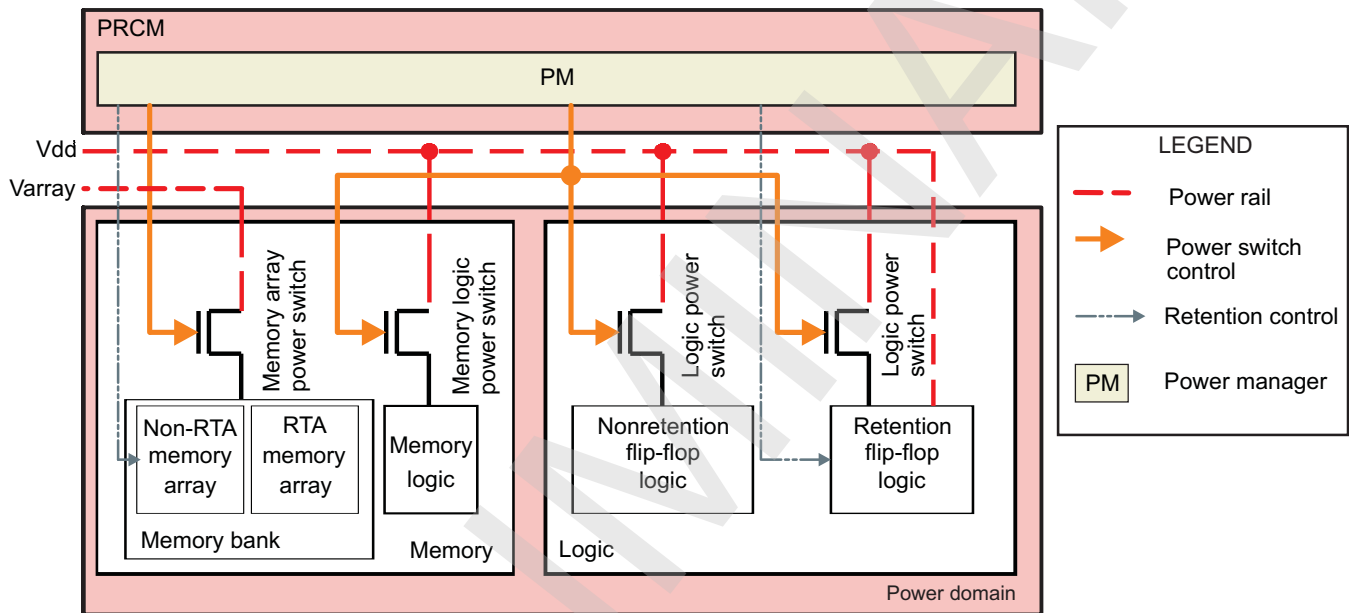 PRCM
PM
Vdd
Varray
Memory array
power switch
Memory logic
power switch
Logic power
switch
Logic power
switch
Non-RTA
memory
array
RTA
memory
array
Memory
logic
Nonretention
flip-flop
logic
Retention
flip-flop
logic
Memory bank
Memory
Logic
Power domain
LEGEND
Power rail
Power switch
control
Retention control
PM
Power manager